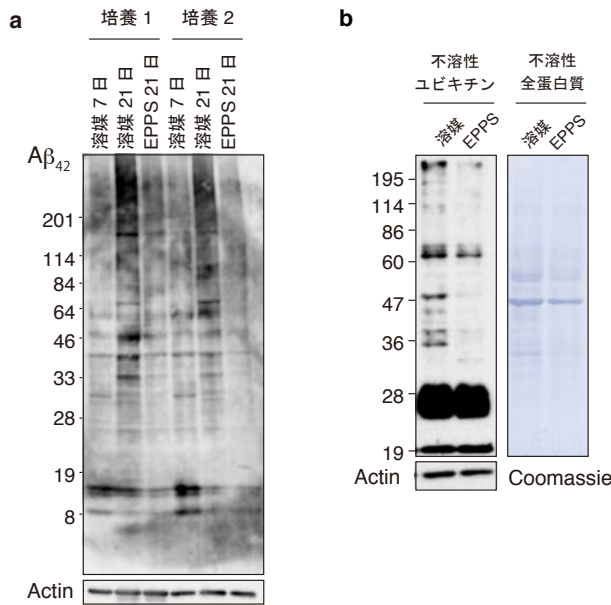 a
培養 1
培養 2
溶媒 7 日
溶媒 21 日
EPPS 21 日
溶媒 7 日
溶媒 21 日
EPPS 21 日
Aβ42
201
114
84
64
46
33
28
19
8
Actin
b
不溶性
ユビキチン
不溶性
全蛋白質
溶媒
EPPS
溶媒
EPPS
195
114
86
60
47
36
28
19
Actin
Coomassie